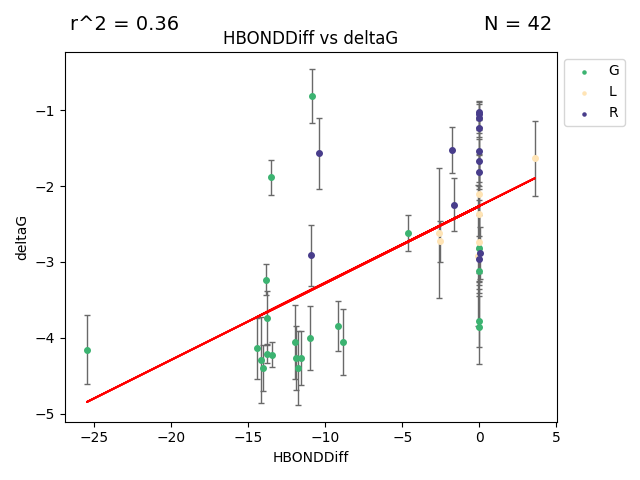 r^2 = 0.36
N = 42
HBONDDiff vs deltaG
G
L
R
−1
−2
−3
−4
−5
deltaG
−25
−20
−15
−10
−5
0
5
HBONDDiff